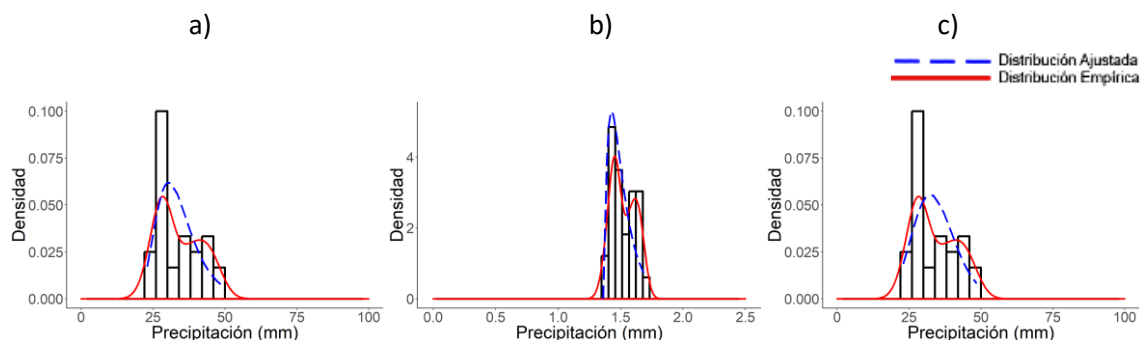 a) b) c)
Distribución Ajustada
Distribución Empírica
0.100
0.075
0.050
0.025
0.000
Densidad
0 25 50 75 100
Precipitación (mm)
4
2
0
Densidad
0.0 0.5 1.0 1.5 2.0 2.5
Precipitación (mm)
0.100
0.075
0.050
0.025
0.000
Densidad
0 25 50 75 100
Precipitación (mm)